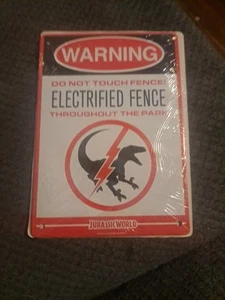 WARNING
DO NOT TOUCH FENCE!
ELECTRIFIED FENCE
THROUGHOUT THE PARK
JURASSIC WORLD